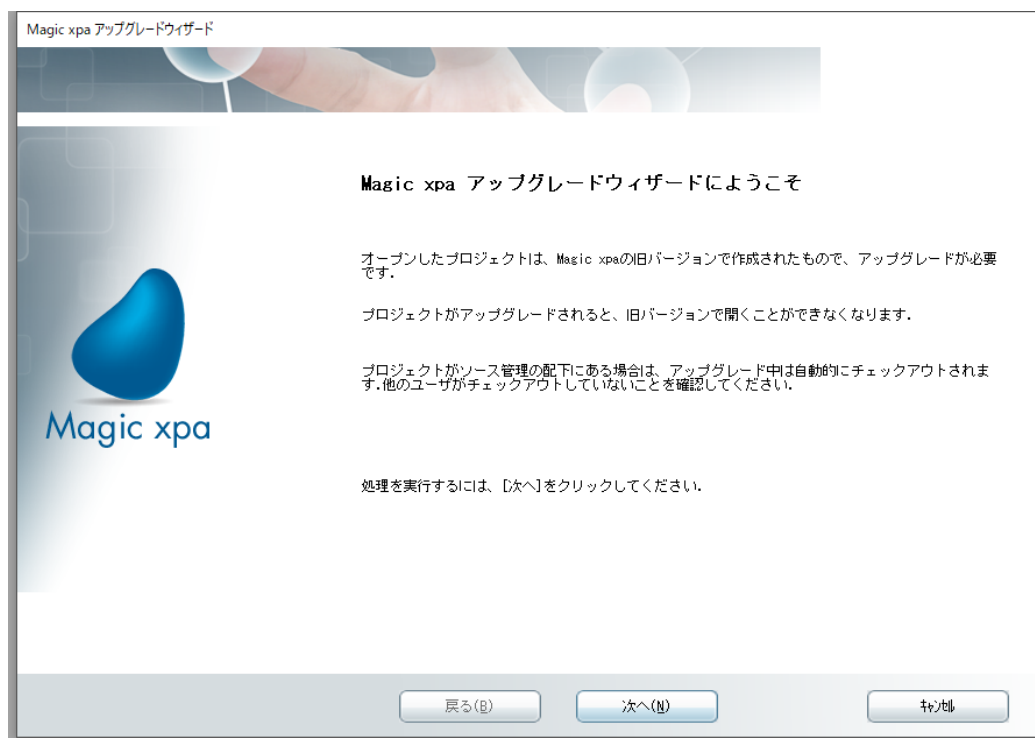 Magic xpa アップグレードウィザード
Magic xpa アップグレードウィザードにようこそ
オープンしたプロジェクトは、Magic xpaの旧バージョンで作成されたもので、アップグレードが必要
です.
プロジェクトがアップグレードされると、旧バージョンで開くことができなくなります.
プロジェクトがソース管理の配下にある場合は、アップグレード中は自動的にチェックアウトされま
す.他のユーザがチェックアウトしていないことを確認してください.
Magic xpa
処理を実行するには、[次へ]をクリックしてください.
戻る(B)
次へ(N)
ｷｬﾝｾﾙ